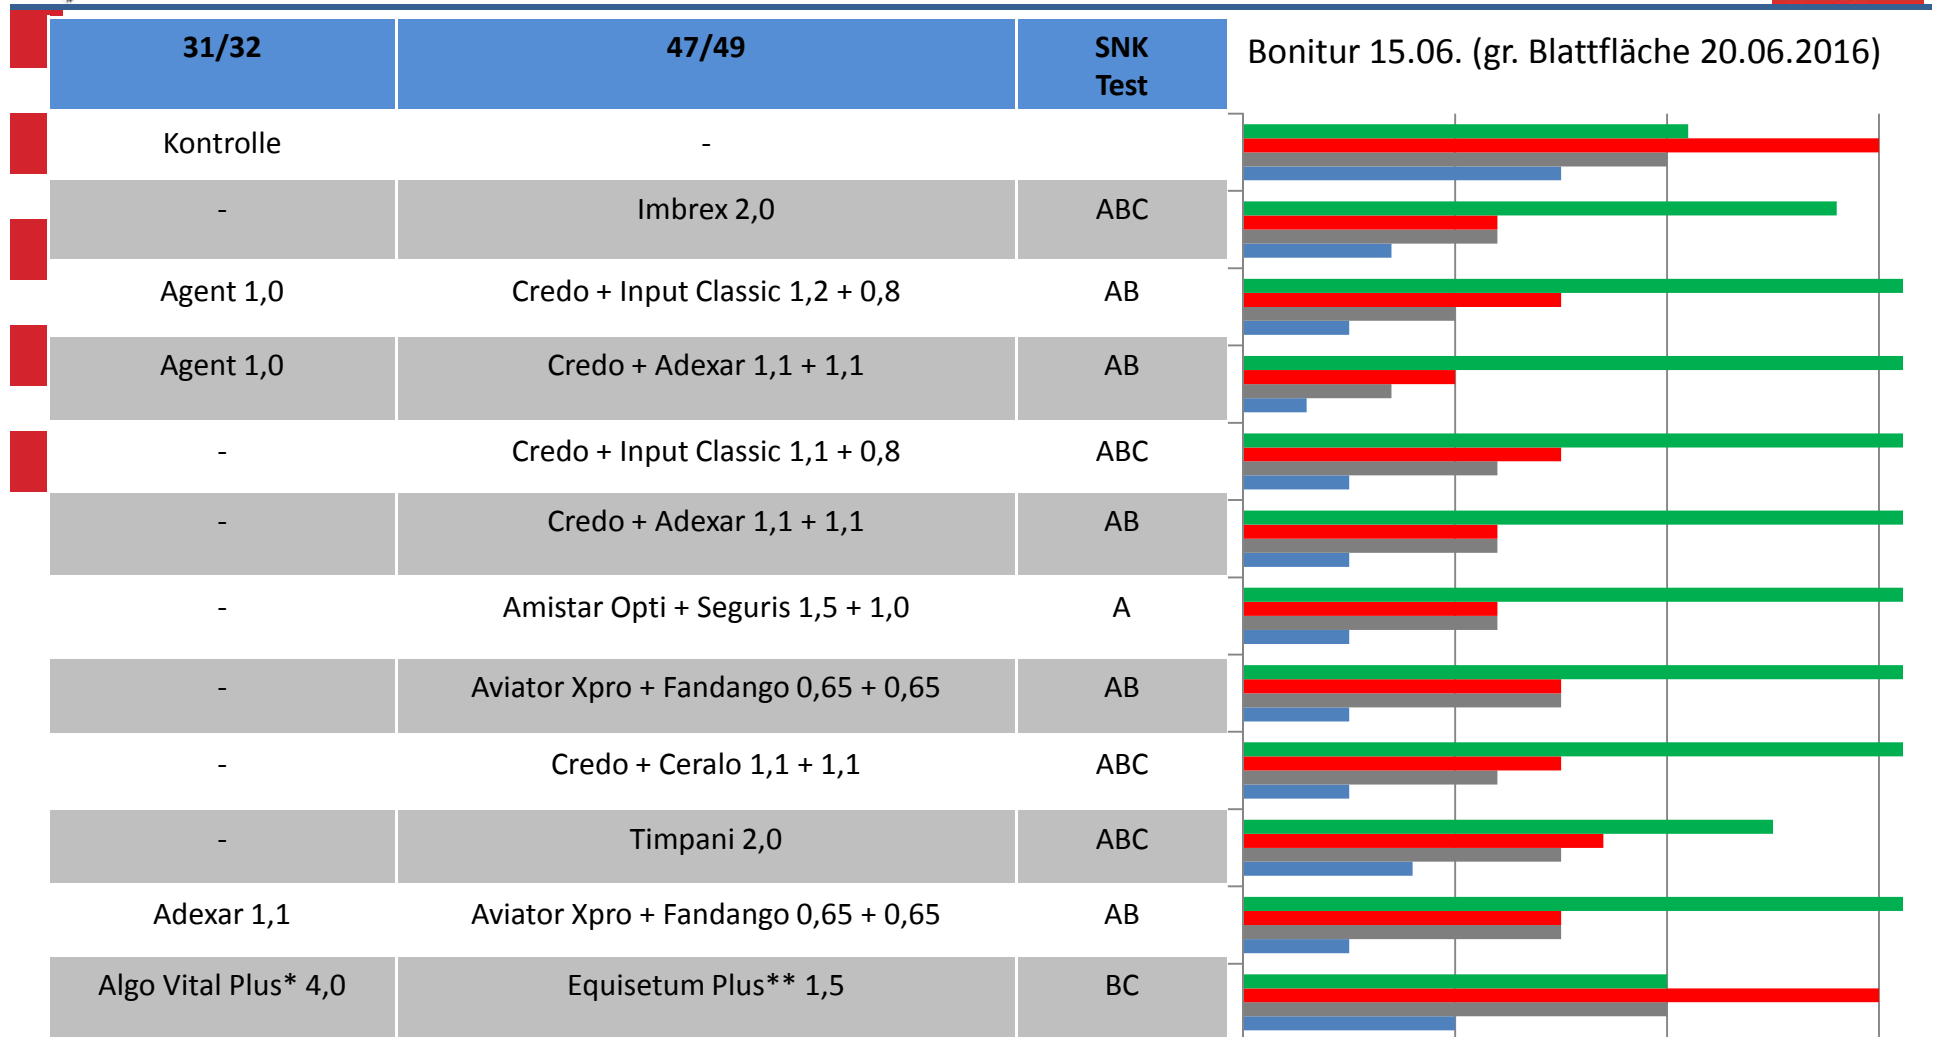 31/32 47/49 SNK Test
Bonitur 15.06. (gr. Blattfläche 20.06.2016)
Kontrolle -
- Imbrex 2,0 ABC
Agent 1,0 Credo + Input Classic 1,2 + 0,8 AB
Agent 1,0 Credo + Adexar 1,1 + 1,1 AB
- Credo + Input Classic 1,1 + 0,8 ABC
- Credo + Adexar 1,1 + 1,1 AB
- Amistar Opti + Seguris 1,5 + 1,0 A
- Aviator Xpro + Fandango 0,65 + 0,65 AB
- Credo + Ceralo 1,1 + 1,1 ABC
- Timpani 2,0 ABC
Adexar 1,1 Aviator Xpro + Fandango 0,65 + 0,65 AB
Algo Vital Plus* 4,0 Equisetum Plus** 1,5 BC